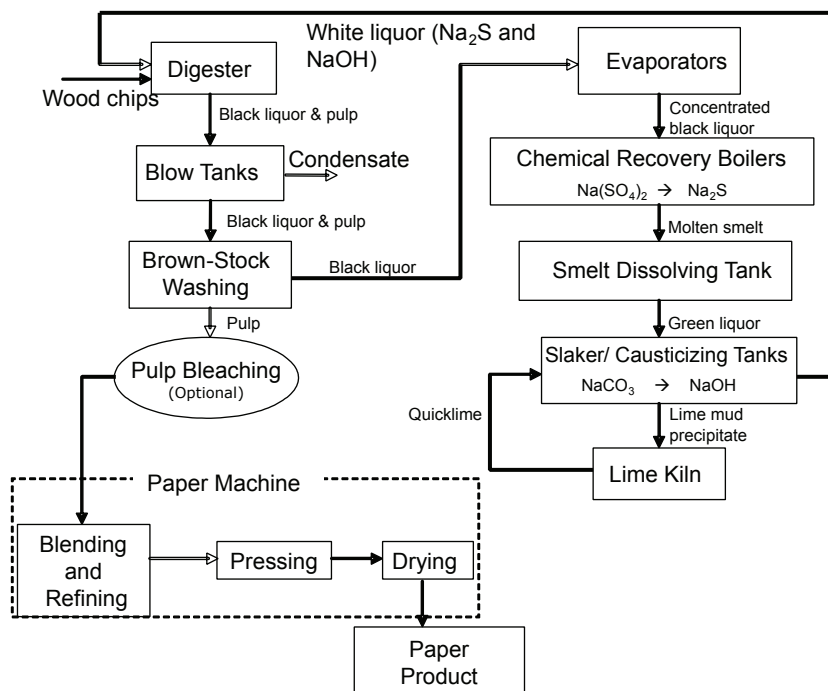 White liquor (Na₂S and
NaOH)
Digester
Wood chips
Black liquor & pulp
Blow Tanks
Condensate
Black liquor & pulp
Brown-Stock
Washing
Black liquor
Pulp
Pulp Bleaching
(Optional)
Evaporators
Concentrated
black liquor
Chemical Recovery Boilers
Na(SO₄)₂ → Na₂S
Molten smelt
Smelt Dissolving Tank
Green liquor
Slaker/ Causticizing Tanks
NaCO₃ → NaOH
Quicklime
Lime mud
precipitate
Lime Kiln
Paper Machine
Blending
and
Refining
Pressing
Drying
Paper
Product